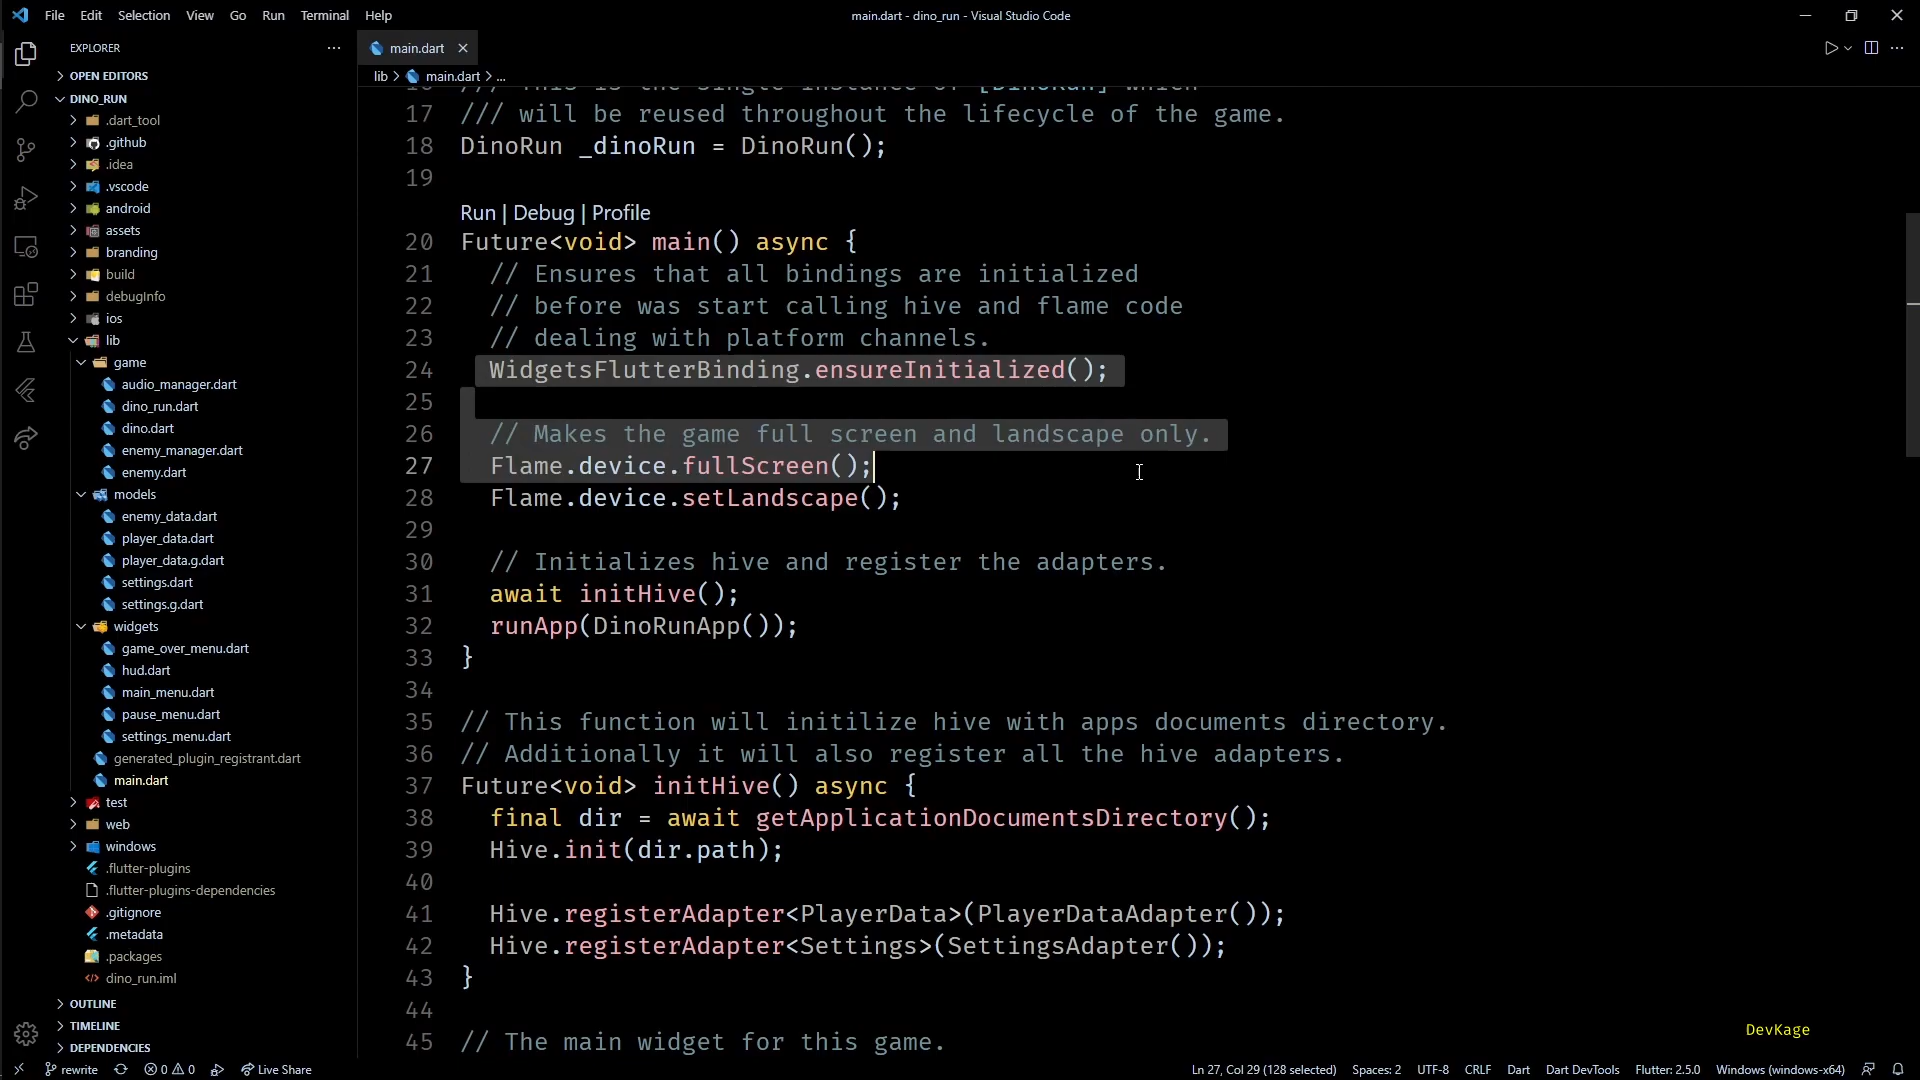 File Edit Selection View Go Run Terminal Help
main.dart - dino_run - Visual Studio Code
EXPLORER
OPEN EDITORS
DINO_RUN
.dart_tool
.github
.idea
.vscode
android
assets
branding
build
debugInfo
ios
lib
game
audio_manager.dart
dino_run.dart
dino.dart
enemy_manager.dart
enemy.dart
models
enemy_data.dart
player_data.dart
player_data.g.dart
settings.dart
settings.g.dart
widgets
game_over_menu.dart
hud.dart
main_menu.dart
pause_menu.dart
settings_menu.dart
generated_plugin_registrant.dart
main.dart
test
web
windows
.flutter-plugins
.flutter-plugins-dependencies
.gitignore
.metadata
.packages
dino_run.iml
OUTLINE
TIMELINE
DEPENDENCIES
main.dart
lib > main.dart > ...
16 /// This is the single instance of [DinoRun] which
17 /// will be reused throughout the lifecycle of the game.
18 DinoRun _dinoRun = DinoRun();
19
Run | Debug | Profile
20 Future<void> main() async {
21 // Ensures that all bindings are initialized
22 // before was start calling hive and flame code
23 // dealing with platform channels.
24 WidgetsFlutterBinding.ensureInitialized();
25
26 // Makes the game full screen and landscape only.
27 Flame.device.fullScreen();
28 Flame.device.setLandscape();
29
30 // Initializes hive and register the adapters.
31 await initHive();
32 runApp(DinoRunApp());
33 }
34
35 // This function will initilize hive with apps documents directory.
36 // Additionally it will also register all the hive adapters.
37 Future<void> initHive() async {
38 final dir = await getApplicationDocumentsDirectory();
39 Hive.init(dir.path);
40
41 Hive.registerAdapter<PlayerData>(PlayerDataAdapter());
42 Hive.registerAdapter<Settings>(SettingsAdapter());
43 }
44
45 // The main widget for this game.
DevKage
rewrite 0 0 Live Share
Ln 27, Col 29 (128 selected) Spaces: 2 UTF-8 CRLF Dart Dart DevTools Flutter: 2.5.0 Windows (windows-x64)